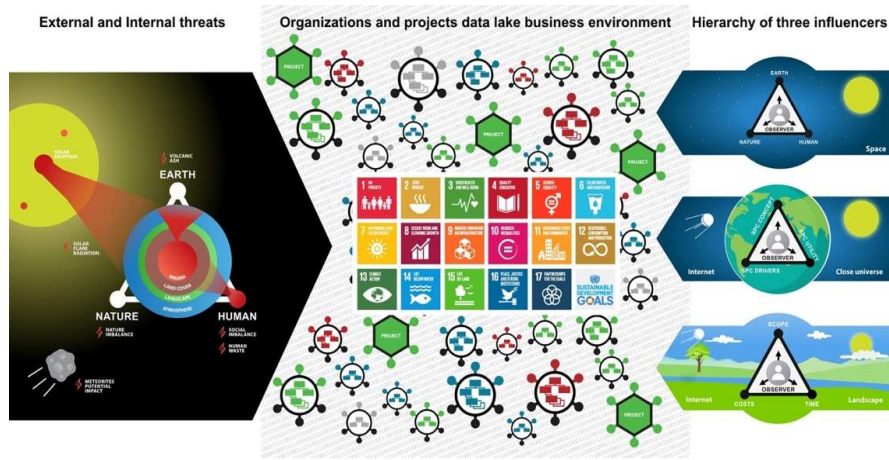 External and Internal threats
Organizations and projects data lake business environment
Hierarchy of three influencers
SOLAR
ERUPTION
VOLCANIC
ASH
EARTH
SOLAR
FLARE
RADIATION
MAGMA
LAND COVER
LANDSCAPE
ATMOSPHERE
NATURE
HUMAN
NATURE
IMBALANCE
SOCIAL
IMBALANCE
HUMAN
WASTE
METEORITES
POTENTIAL
IMPACT
PROJECT
PROJECT
PROJECT
1 NO
POVERTY
2 ZERO
HUNGER
3 GOOD HEALTH
AND WELL-BEING
4 QUALITY
EDUCATION
5 GENDER
EQUALITY
6 CLEAN WATER
AND SANITATION
7 AFFORDABLE AND
CLEAN ENERGY
8 DECENT WORK AND
ECONOMIC GROWTH
9 INDUSTRY, INNOVATION
AND INFRASTRUCTURE
10 REDUCED
INEQUALITIES
11 SUSTAINABLE CITIES
AND COMMUNITIES
12 RESPONSIBLE
CONSUMPTION
AND PRODUCTION
13 CLIMATE
ACTION
14 LIFE
BELOW WATER
15 LIFE
ON LAND
16 PEACE, JUSTICE
AND STRONG
INSTITUTIONS
17 PARTNERSHIPS
FOR THE GOALS
SUSTAINABLE
DEVELOPMENT
GOALS
PROJECT
PROJECT
EARTH
OBSERVER
NATURE
HUMAN
Space
SPC CONCEPT
SPC UTILITY
OBSERVER
SPC DRIVERS
Internet
Close universe
SCOPE
OBSERVER
Internet
COSTS
TIME
Landscape